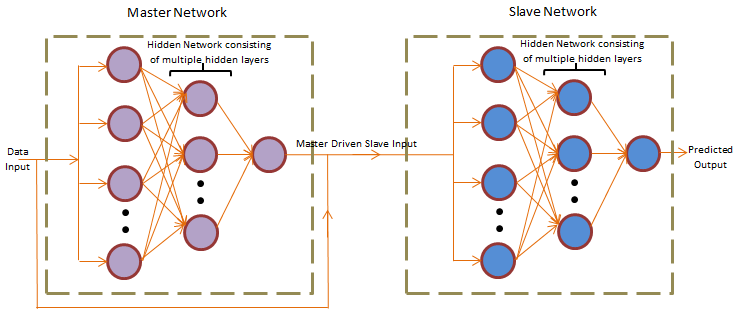 Master Network
Slave Network
Hidden Network consisting
of multiple hidden layers
Hidden Network consisting
of multiple hidden layers
Data
Input
Master Driven Slave Input
Predicted
Output